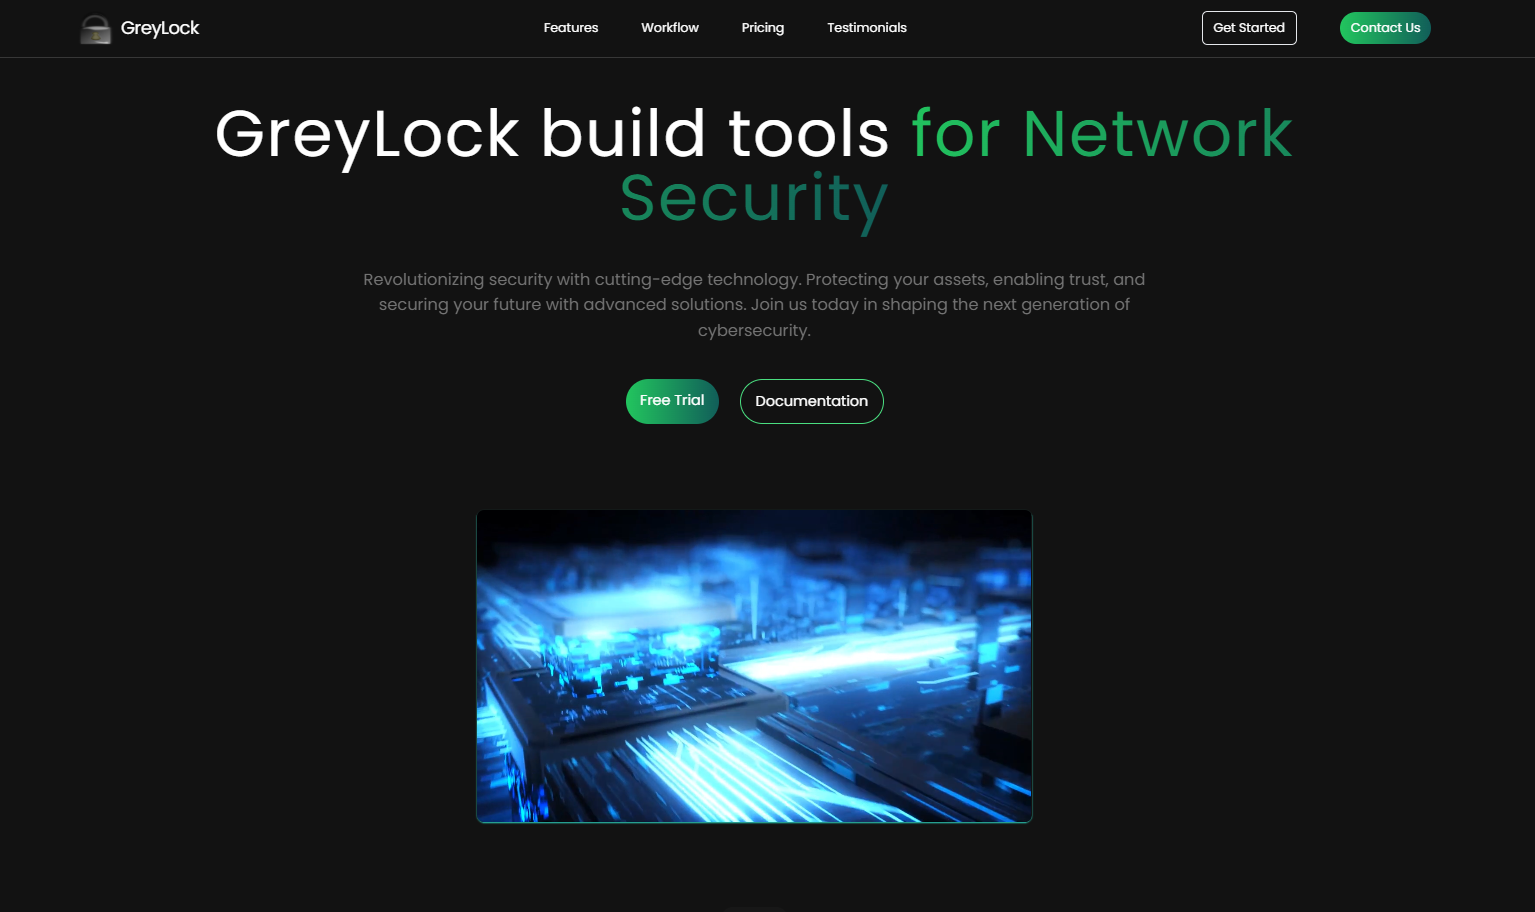 GreyLock
Features
Workflow
Pricing
Testimonials
Get Started
Contact Us
GreyLock build tools for Network
Security
Revolutionizing security with cutting-edge technology. Protecting your assets, enabling trust, and
securing your future with advanced solutions. Join us today in shaping the next generation of
cybersecurity.
Free Trial
Documentation